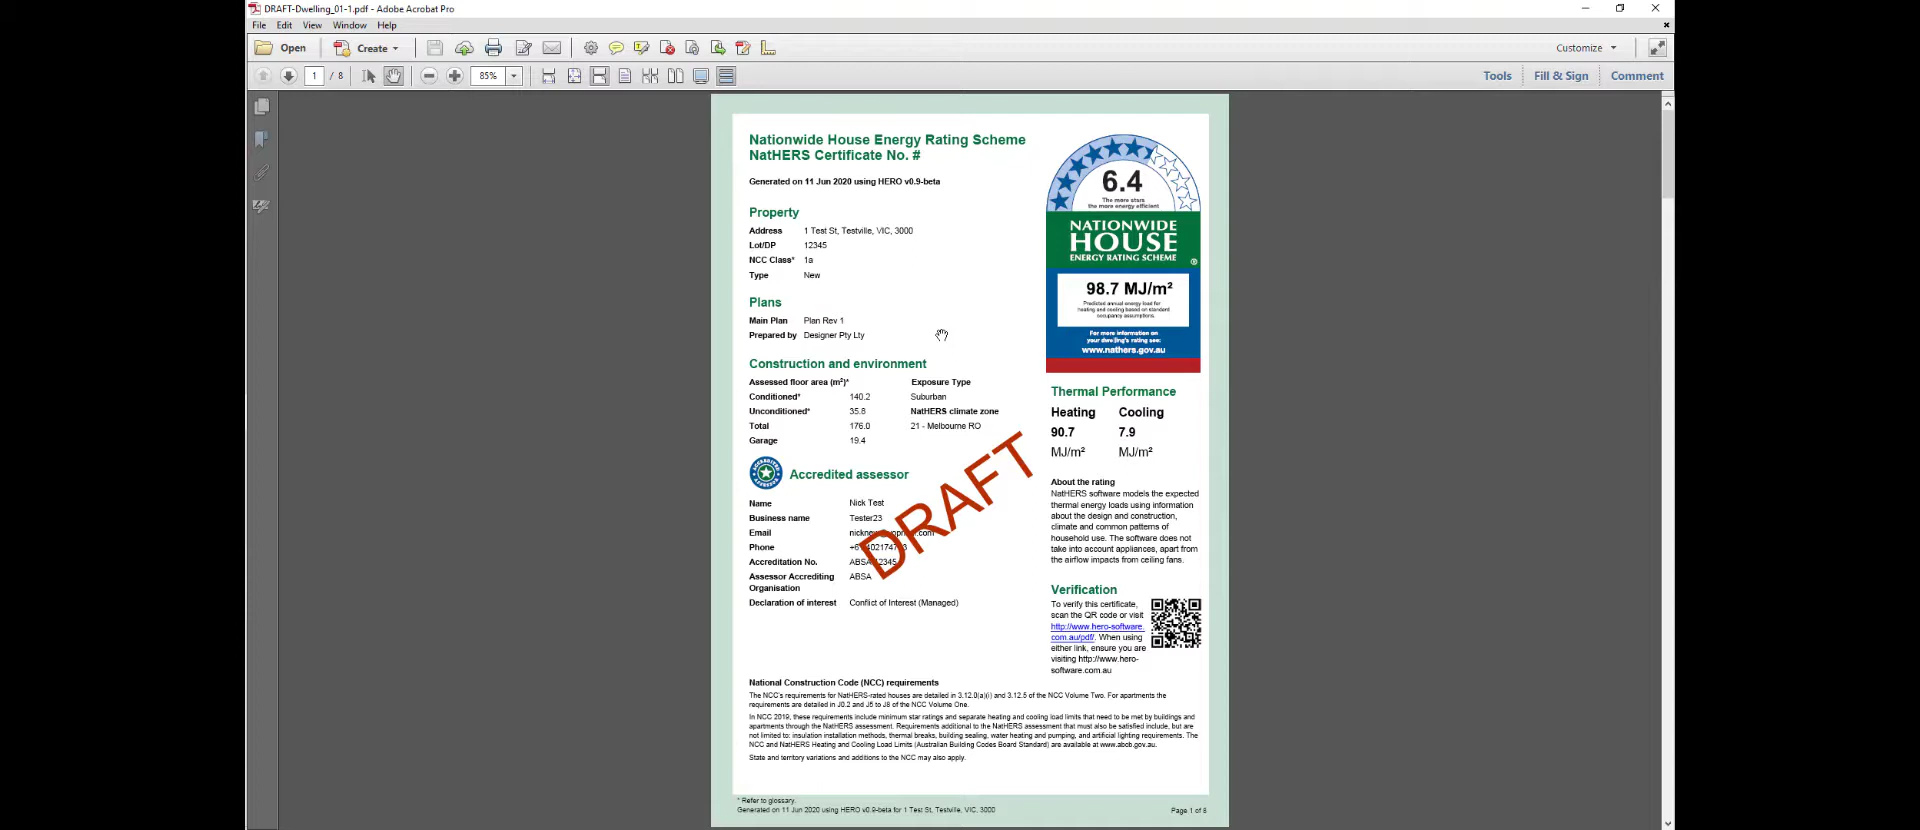 DRAFT-Dwelling_01-1.pdf - Adobe Acrobat Pro
File Edit View Window Help
Open Create Customize
1 / 8 85% Tools Fill & Sign Comment
Nationwide House Energy Rating Scheme
NatHERS Certificate No. #
Generated on 11 Jun 2020 using HERO v0.9-beta
Property
Address 1 Test St, Testville, VIC, 3000
Lot/DP 12345
NCC Class* 1a
Type New
Plans
Main Plan Plan Rev 1
Prepared by Designer Pty Lty
Construction and environment
Assessed floor area (m²)* Exposure Type
Conditioned* 140.2 Suburban
Unconditioned* 35.8 NatHERS climate zone
Total 176.0 21 - Melbourne RO
Garage 19.4
ACCREDITED ASSESSOR
Accredited assessor
Name Nick Test
Business name Tester23
Email
Phone
Accreditation No. ABSA 12345
Assessor Accrediting ABSA
Organisation
Declaration of interest Conflict of Interest (Managed)
DRAFT
6.4
The more stars
the more energy efficient
NATIONWIDE
HOUSE
ENERGY RATING SCHEME
®
98.7 MJ/m²
Predicted annual energy load for
heating and cooling based on standard
occupancy assumptions.
For more information on
your dwelling's rating see:
www.nathers.gov.au
Thermal Performance
Heating Cooling
90.7 7.9
MJ/m² MJ/m²
About the rating
NatHERS software models the expected
thermal energy loads using information
about the design and construction,
climate and common patterns of
household use. The software does not
take into account appliances, apart from
the airflow impacts from ceiling fans.
Verification
To verify this certificate,
scan the QR code or visit
http://www.hero-software.
com.au/pdf/. When using
either link, ensure you are
visiting http://www.hero-
software.com.au
National Construction Code (NCC) requirements
The NCC's requirements for NatHERS-rated houses are detailed in 3.12.0(a)(i) and 3.12.5 of the NCC Volume Two. For apartments the
requirements are detailed in J0.2 and J5 to J8 of the NCC Volume One.
In NCC 2019, these requirements include minimum star ratings and separate heating and cooling load limits that need to be met by buildings and
apartments through the NatHERS assessment. Requirements additional to the NatHERS assessment that must also be satisfied include, but are
not limited to: insulation installation methods, thermal breaks, building sealing, water heating and pumping, and artificial lighting requirements. The
NCC and NatHERS Heating and Cooling Load Limits (Australian Building Codes Board Standard) are available at www.abcb.gov.au.
State and territory variations and additions to the NCC may also apply.
* Refer to glossary.
Generated on 11 Jun 2020 using HERO v0.9-beta for 1 Test St, Testville, VIC, 3000
Page 1 of 8